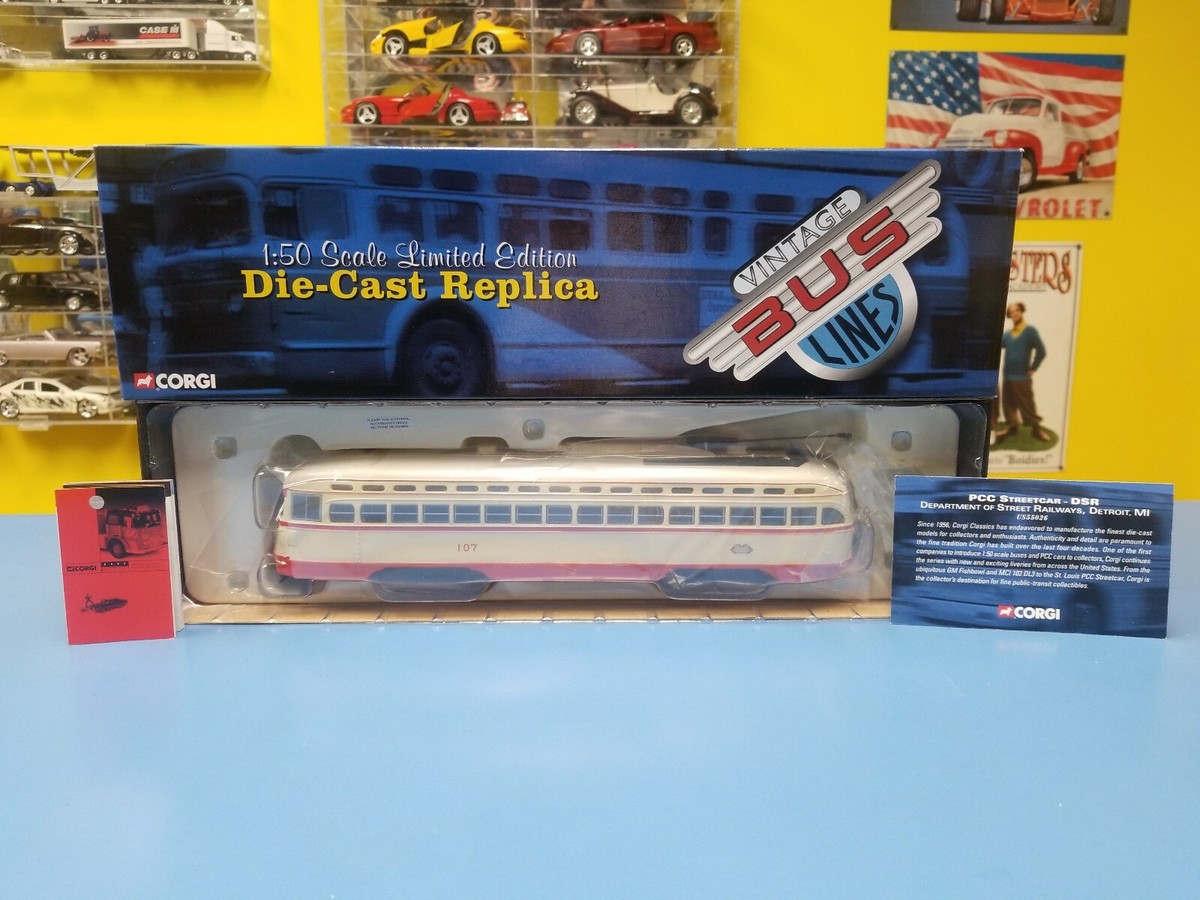 CASE IH
VROLET.
STERS
"Boidies!"
1:50 Scale Limited Edition
Die-Cast Replica
VINTAGE
BUS
LINES
CORGI
107
CORGI
PCC STREETCAR - DSR
DEPARTMENT OF STREET RAILWAYS, DETROIT, MI
US55026
Since 1956, Corgi Classics has endeavored to manufacture the finest die-cast
models for collectors and enthusiasts. Authenticity and detail are paramount to
the fine tradition Corgi has built over the last four decades. One of the first
companies to introduce 1:50 scale buses and PCC cars to collectors, Corgi continues
the series with new and exciting liveries from across the United States. From the
ubiquitous GM Fishbowl and MCI 102 DL3 to the St. Louis PCC Streetcar, Corgi is
the collector's destination for fine public-transit collectibles.
CORGI